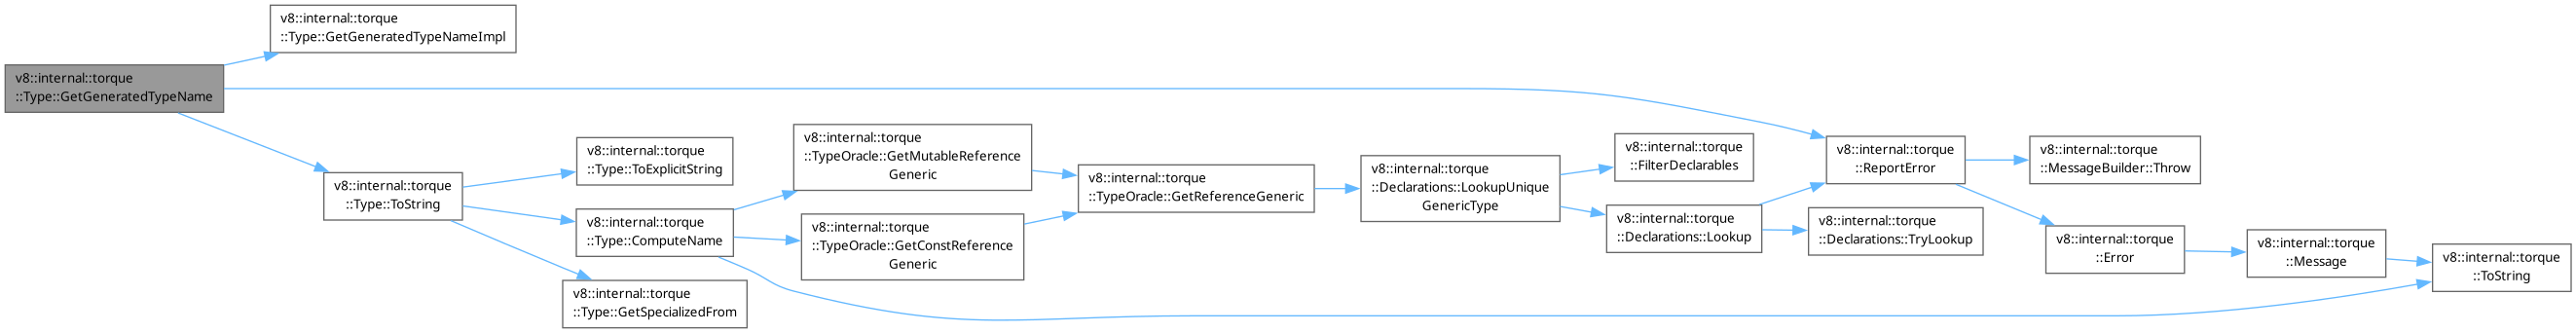 v8::internal::torque
::Type::GetGeneratedTypeNameImpl
v8::internal::torque
::Type::GetGeneratedTypeName
v8::internal::torque
::Type::ToString
v8::internal::torque
::Type::ToExplicitString
v8::internal::torque
::Type::ComputeName
v8::internal::torque
::Type::GetSpecializedFrom
v8::internal::torque
::TypeOracle::GetMutableReference
Generic
v8::internal::torque
::TypeOracle::GetConstReference
Generic
v8::internal::torque
::TypeOracle::GetReferenceGeneric
v8::internal::torque
::Declarations::LookupUnique
GenericType
v8::internal::torque
::FilterDeclarables
v8::internal::torque
::Declarations::Lookup
v8::internal::torque
::ReportError
v8::internal::torque
::Declarations::TryLookup
v8::internal::torque
::MessageBuilder::Throw
v8::internal::torque
::Error
v8::internal::torque
::Message
v8::internal::torque
::ToString